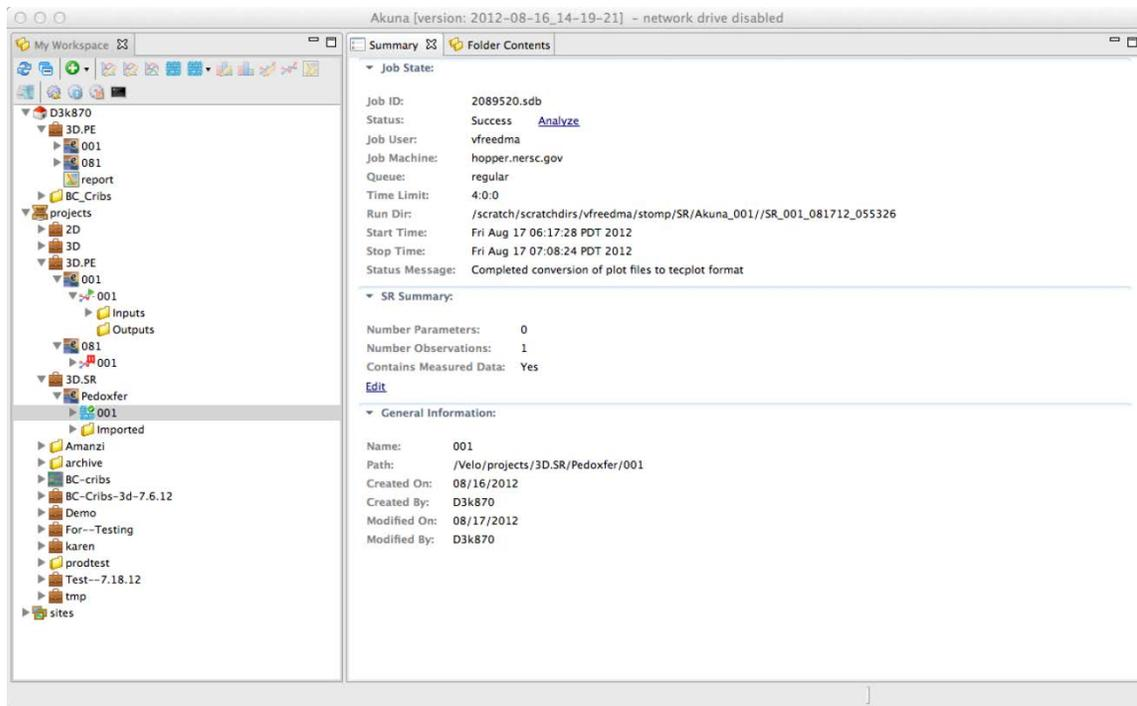 Akuna [version: 2012-08-16_14-19-21] - network drive disabled
My Workspace
D3k870
3D.PE
001
081
report
BC_Cribs
projects
2D
3D
3D.PE
001
001
Inputs
Outputs
081
001
3D.SR
Pedoxfer
001
Imported
Amanzi
archive
BC-cribs
BC-Cribs-3d-7.6.12
Demo
For--Testing
karen
prodtest
Test--7.18.12
tmp
sites
Summary Folder Contents
Job State:
Job ID: 2089520.sdb
Status: Success Analyze
Job User: vfreedma
Job Machine: hopper.nersc.gov
Queue: regular
Time Limit: 4:0:0
Run Dir: /scratch/scratchdirs/vfreedma/stomp/SR/Akuna_001//SR_001_081712_055326
Start Time: Fri Aug 17 06:17:28 PDT 2012
Stop Time: Fri Aug 17 07:08:24 PDT 2012
Status Message: Completed conversion of plot files to tecplot format
SR Summary:
Number Parameters: 0
Number Observations: 1
Contains Measured Data: Yes
Edit
General Information:
Name: 001
Path: /Velo/projects/3D.SR/Pedoxfer/001
Created On: 08/16/2012
Created By: D3k870
Modified On: 08/17/2012
Modified By: D3k870